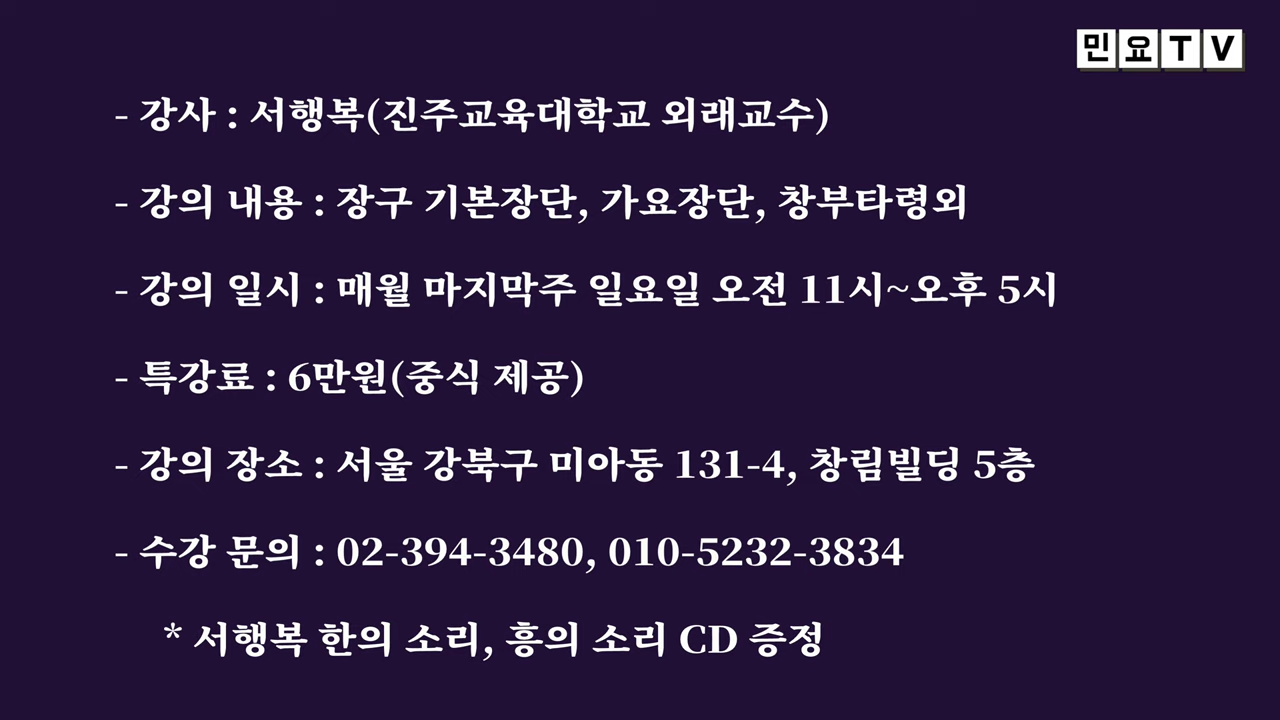 민요TV
- 강사 : 서행복(진주교육대학교 외래교수)
- 강의 내용 : 장구 기본장단, 가요장단, 창부타령외
- 강의 일시 : 매월 마지막주 일요일 오전 11시~오후 5시
- 특강료 : 6만원(중식 제공)
- 강의 장소 : 서울 강북구 미아동 131-4, 창림빌딩 5층
- 수강 문의 : 02-394-3480, 010-5232-3834
* 서행복 한의 소리, 흥의 소리 CD 증정